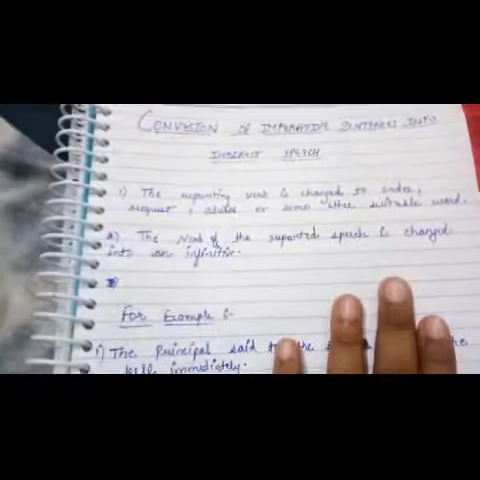 CONVESION OF IMPERATIVE SENTENCES INTO
INDIRECT SPEECH
1) The reporting verb is changed to order,
request, advise or some other suitable word.
2) The Verb of the reported speech is changed
into an infinitive.
3)
For Example :-
1) The Principal said to the
bell immediately.